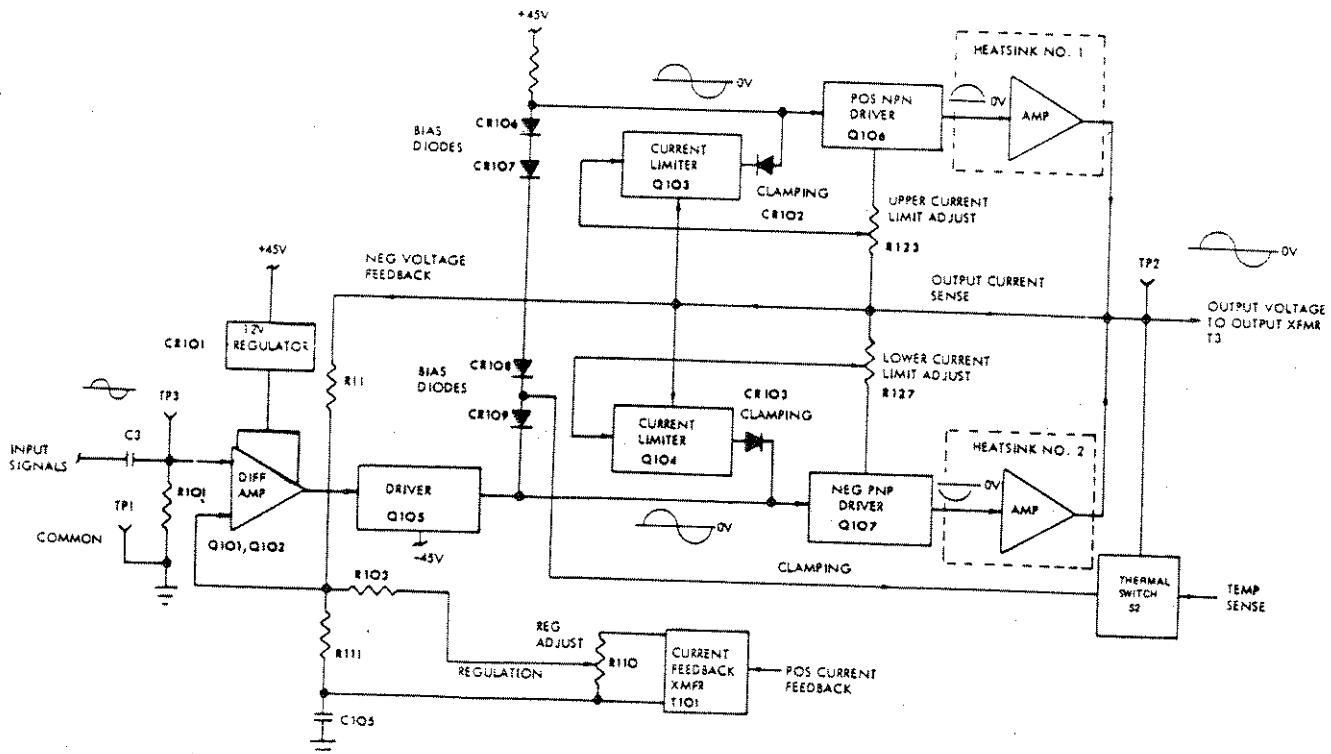 +45V
0V
HEATSINK NO. 1
POS NPN
DRIVER
Q106
0V
AMP
CR106
BIAS
DIODES
CR107
CURRENT
LIMITER
Q103
CLAMPING
CR102
UPPER CURRENT
LIMIT ADJUST
R123
+45V
NEG VOLTAGE
FEEDBACK
OUTPUT CURRENT
SENSE
TP2
0V
OUTPUT VOLTAGE
TO OUTPUT XFMR
T3
CR101
12V
REGULATOR
R11
BIAS
DIODES
CR108
CR109
LOWER CURRENT
LIMIT ADJUST
R127
CR103
CLAMPING
CURRENT
LIMITER
Q104
TP3
C3
INPUT
SIGNALS
DIFF
AMP
R101
TP1
COMMON
Q101, Q102
DRIVER
Q105
-45V
0V
NEG PNP
DRIVER
Q107
0V
HEATSINK NO. 2
AMP
CLAMPING
THERMAL
SWITCH
S2
TEMP
SENSE
R103
R111
REG
ADJUST
R110
REGULATION
CURRENT
FEEDBACK
XMFR
T101
POS CURRENT
FEEDBACK
C105